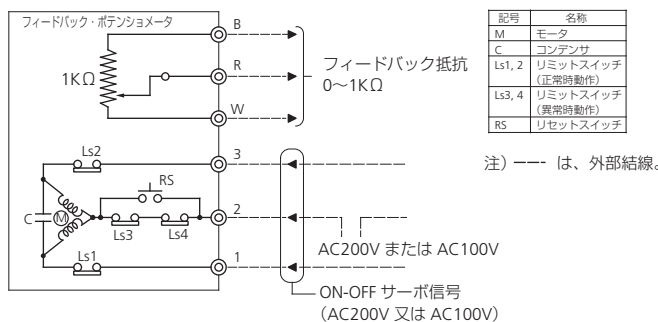 フィードバック・ポテンショメータ
B
R
W
1KΩ
フィードバック抵抗
0～1KΩ
Ls2
3
RS
C
M
2
Ls3
Ls4
Ls1
1
AC200V または AC100V
ON-OFF サーボ信号
（AC200V 又は AC100V）
記号 名称
M モータ
C コンデンサ
Ls1, 2 リミットスイッチ
（正常時動作）
Ls3, 4 リミットスイッチ
（異常時動作）
RS リセットスイッチ
注）―――- は、外部結線。